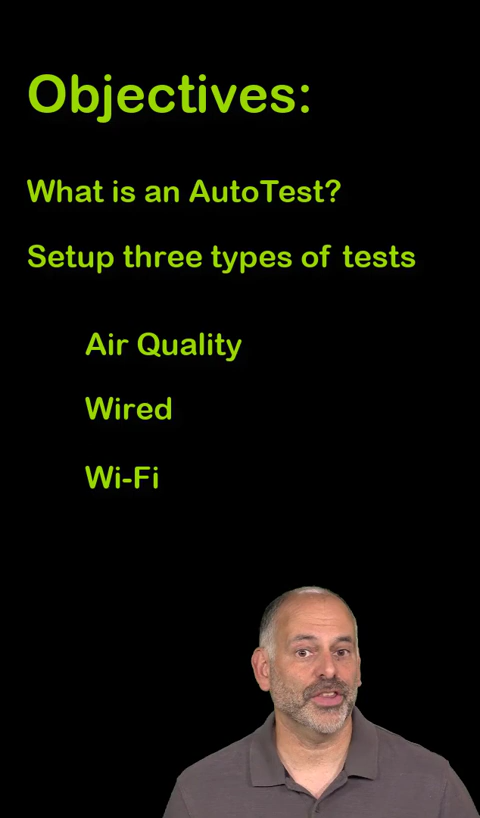 Objectives:
What is an AutoTest?
Setup three types of tests
Air Quality
Wired
Wi-Fi